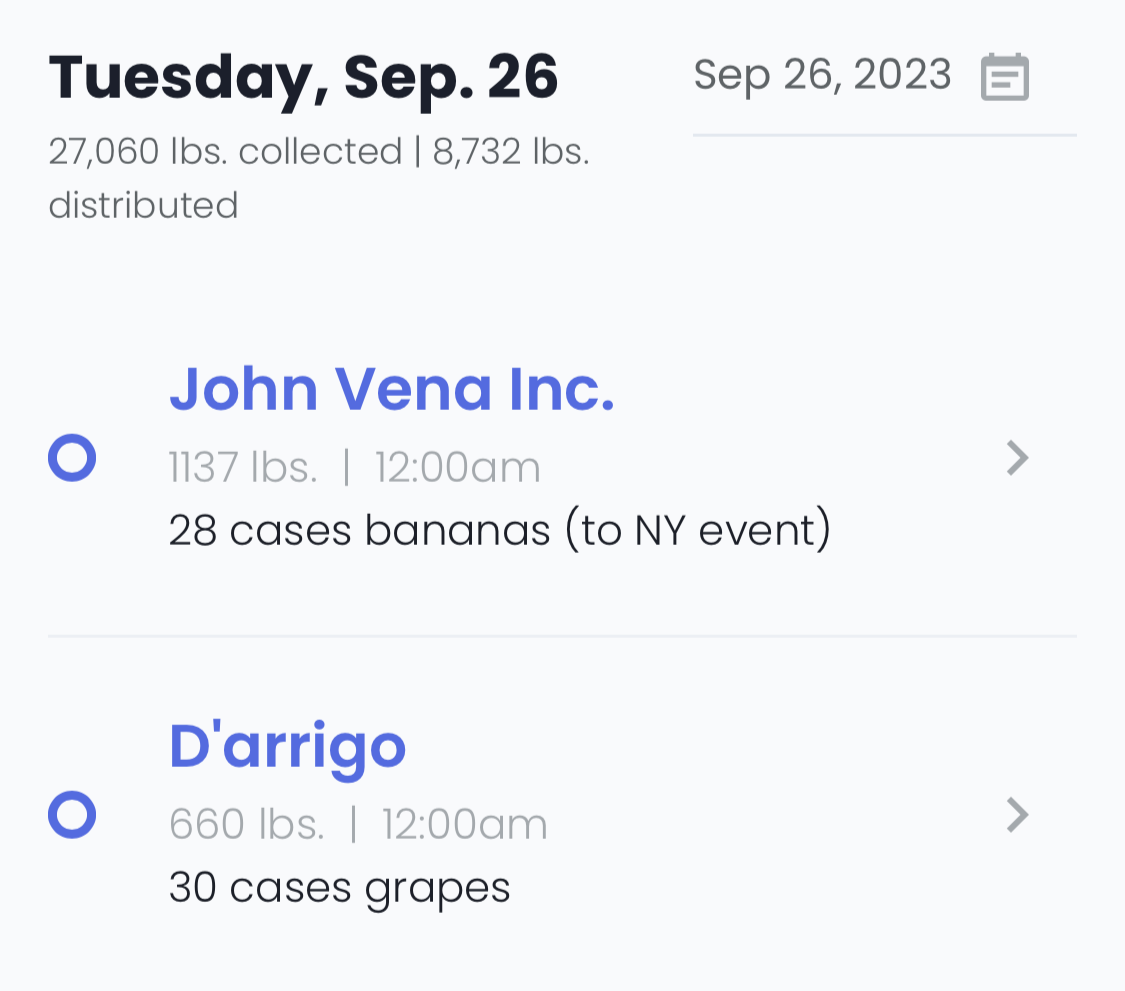 Tuesday, Sep. 26
Sep 26, 2023
27,060 lbs. collected | 8,732 lbs.
distributed
John Vena Inc.
1137 lbs. | 12:00am
28 cases bananas (to NY event)
D'arrigo
660 lbs. | 12:00am
30 cases grapes